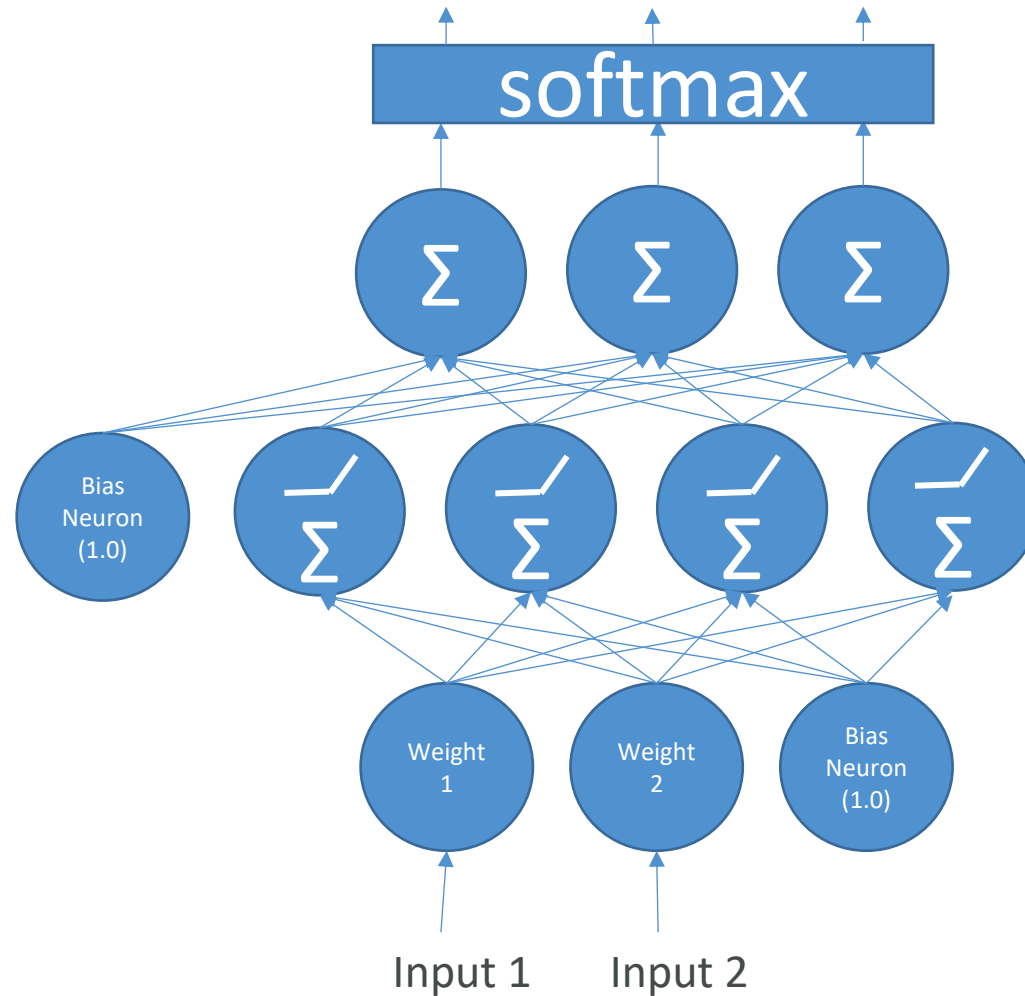 softmax
Σ Σ Σ
Bias
Neuron
(1.0)
Σ Σ Σ Σ
Weight
1
Weight
2
Bias
Neuron
(1.0)
Input 1
Input 2